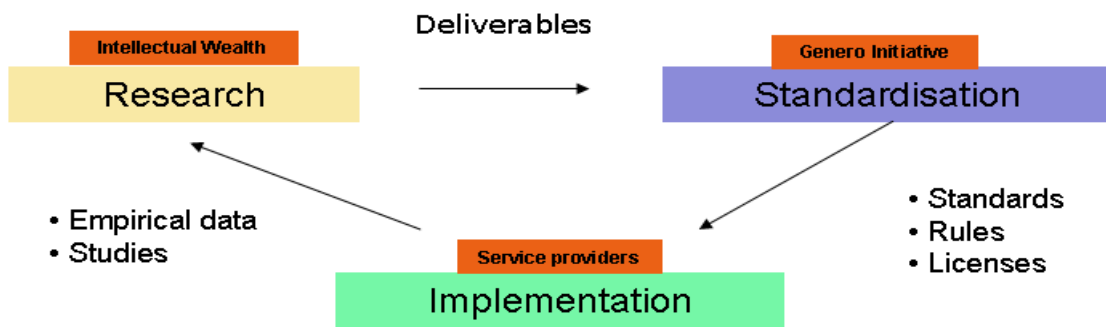 Deliverables
Intellectual Wealth
Research
Genero Initiative
Standardisation
• Empirical data
• Studies
• Standards
• Rules
• Licenses
Service providers
Implementation